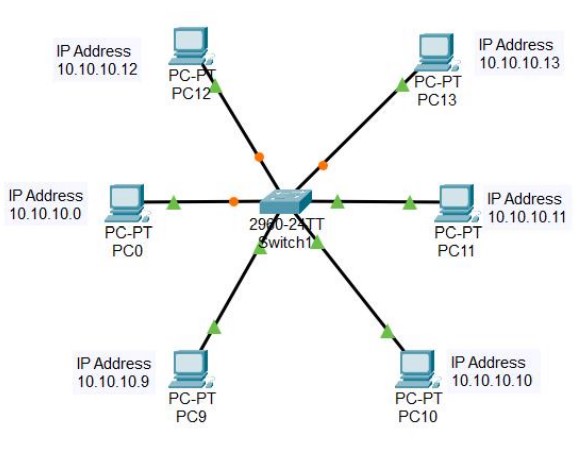 IP Address
10.10.10.12
PC-PT
PC12
IP Address
10.10.10.13
PC-PT
PC13
IP Address
10.10.10.0
PC-PT
PC0
2960-24TT
Switch1
IP Address
10.10.10.11
PC-PT
PC11
IP Address
10.10.10.9
PC-PT
PC9
IP Address
10.10.10.10
PC-PT
PC10